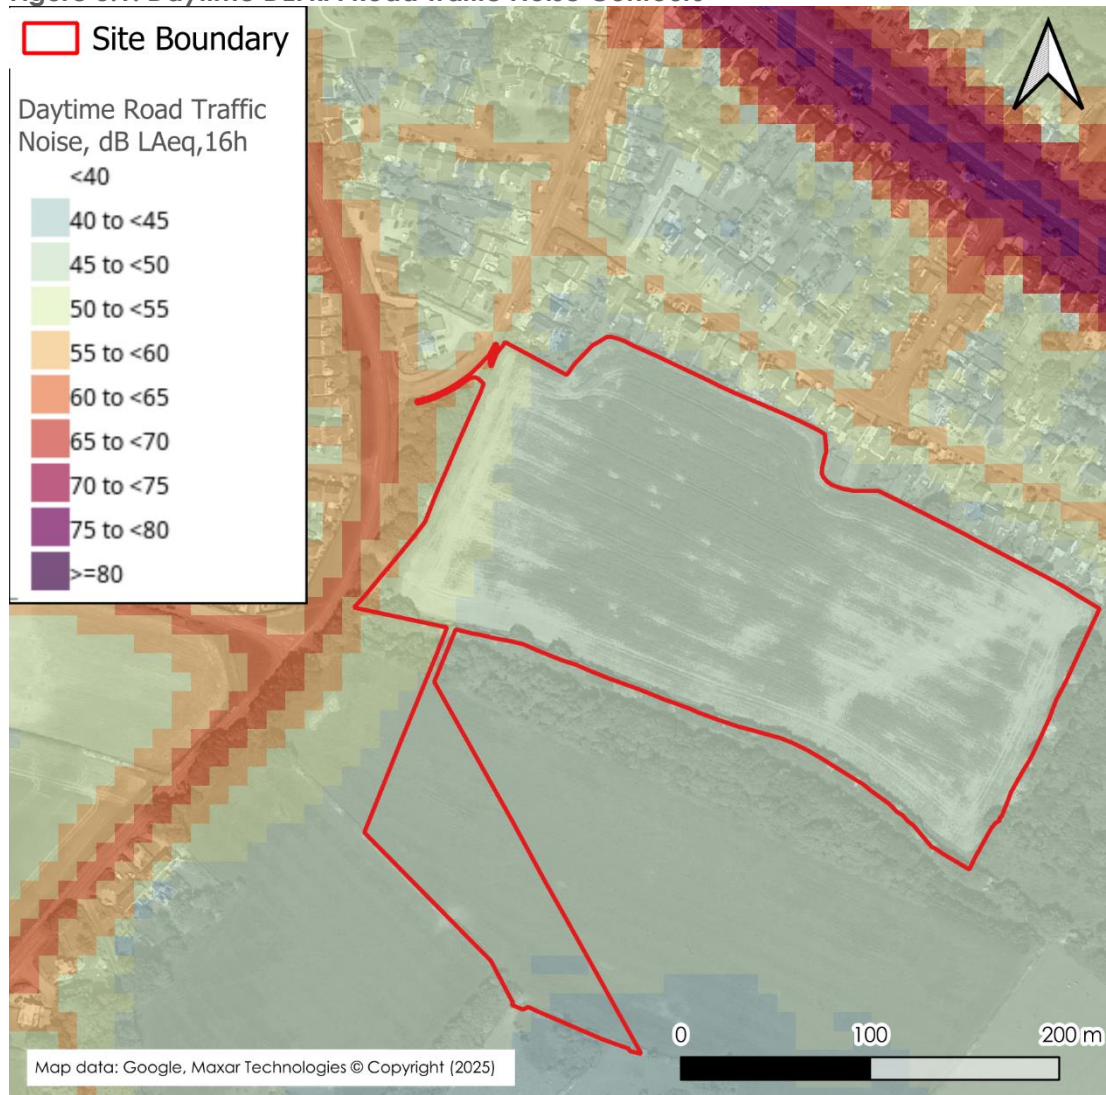 Site Boundary
Daytime Road Traffic
Noise, dB LAeq,16h
<40
40 to <45
45 to <50
50 to <55
55 to <60
60 to <65
65 to <70
70 to <75
75 to <80
>=80
0 100 200 m
Map data: Google, Maxar Technologies © Copyright (2025)